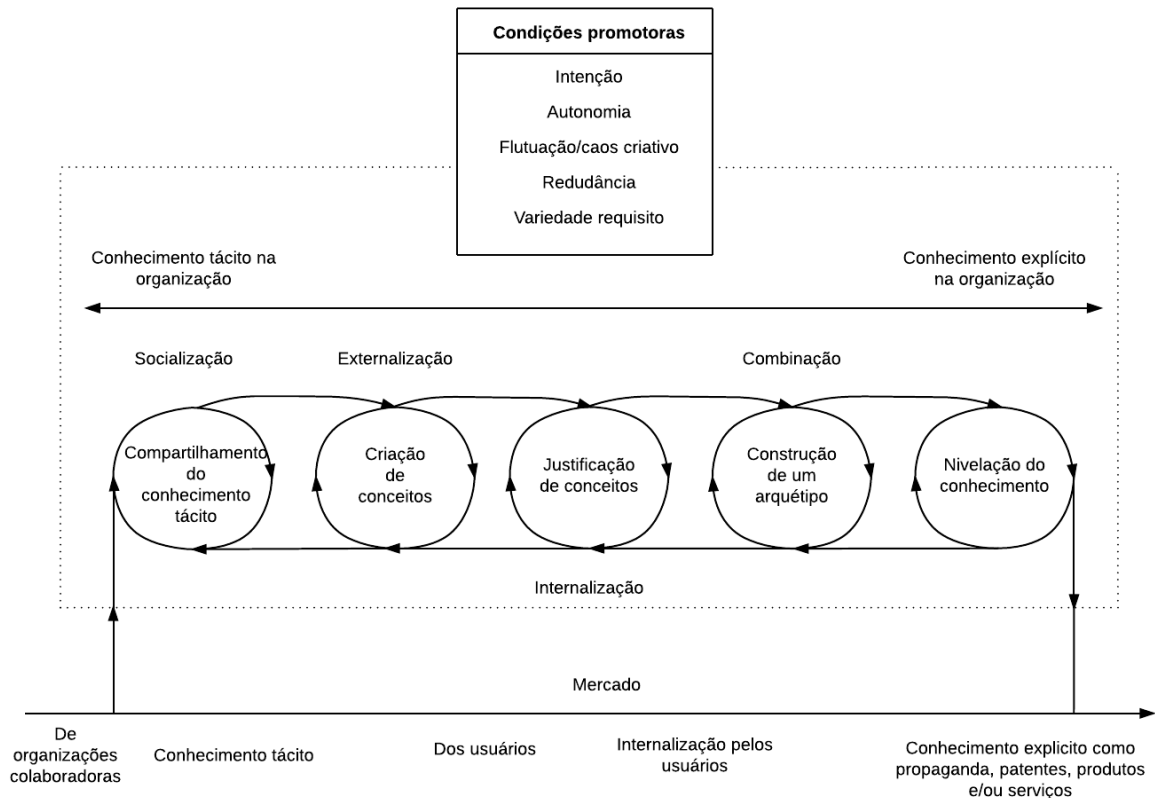 Condições promotoras
Intenção
Autonomia
Flutuação/caos criativo
Redudância
Variedade requisito
Conhecimento tácito na
organização
Conhecimento explícito
na organização
Socialização
Externalização
Combinação
Compartilhamento
do
conhecimento
tácito
Criação
de
conceitos
Justificação
de conceitos
Construção
de um
arquétipo
Nivelação do
conhecimento
Internalização
Mercado
De
organizações
colaboradoras
Conhecimento tácito
Dos usuários
Internalização pelos
usuários
Conhecimento explicito como
propaganda, patentes, produtos
e/ou serviços